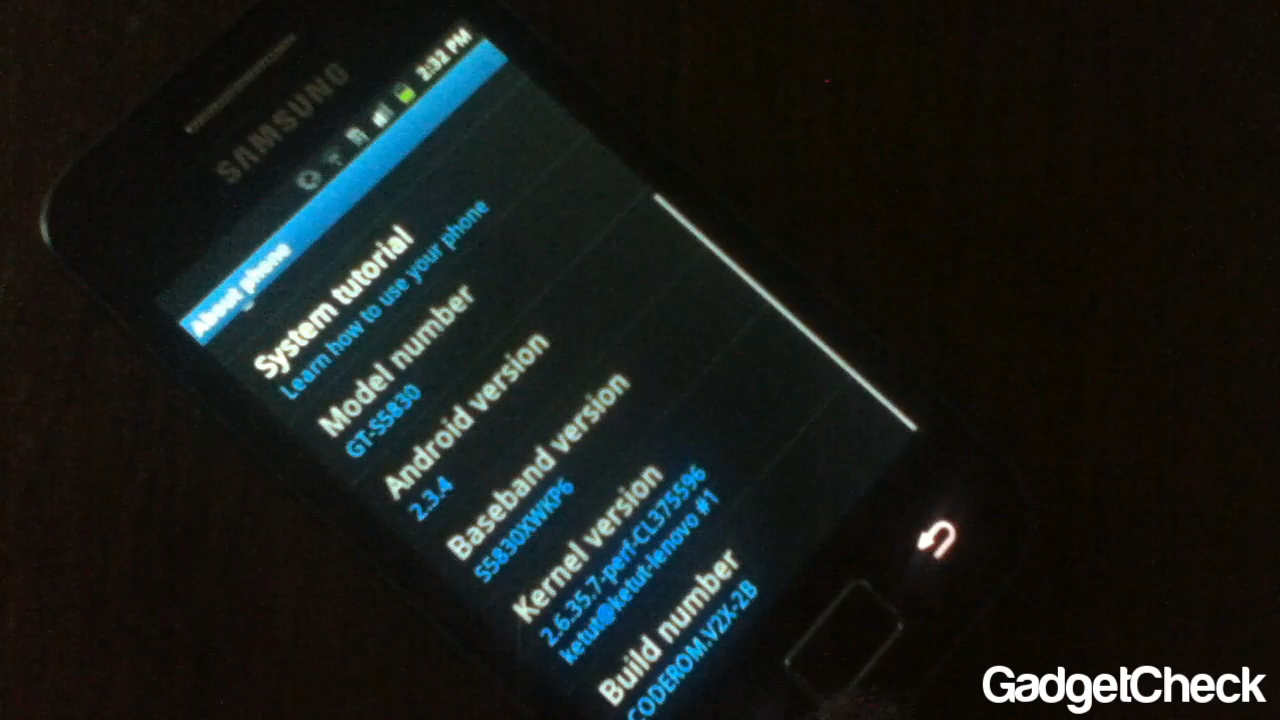 SAMSUNG
2:32 PM
About phone
System tutorial
Learn how to use your phone
Model number
GT-S5830
Android version
2.3.4
Baseband version
S5830XWKP6
Kernel version
2.6.35.7-perf-CL375596
ketut@ketut-lenovo #1
Build number
CODEROM.V2X-2B
GadgetCheck